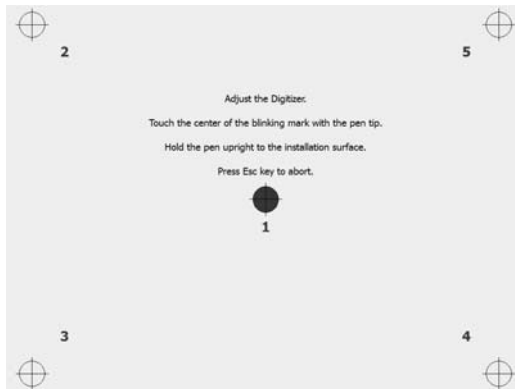 2
5
Adjust the Digitizer.
Touch the center of the blinking mark with the pen tip.
Hold the pen upright to the installation surface.
Press Esc key to abort.
1
3
4